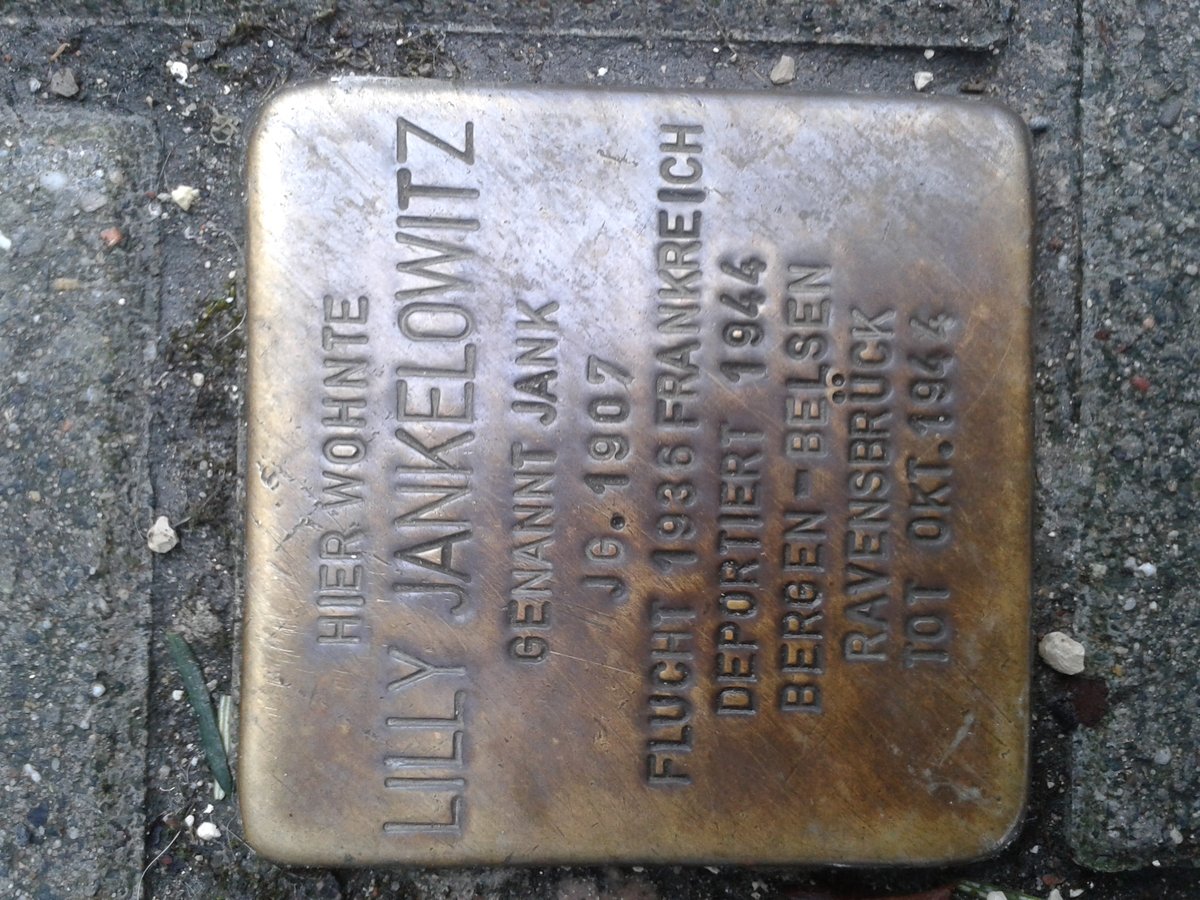 HIER WOHNTE
LILLY JANKELOWITZ
GENANNT JANK
JG. 1907
FLUCHT 1936 FRANKREICH
DEPORTIERT 1944
BERGEN-BELSEN
RAVENSBRÜCK
TOT OKT. 1944